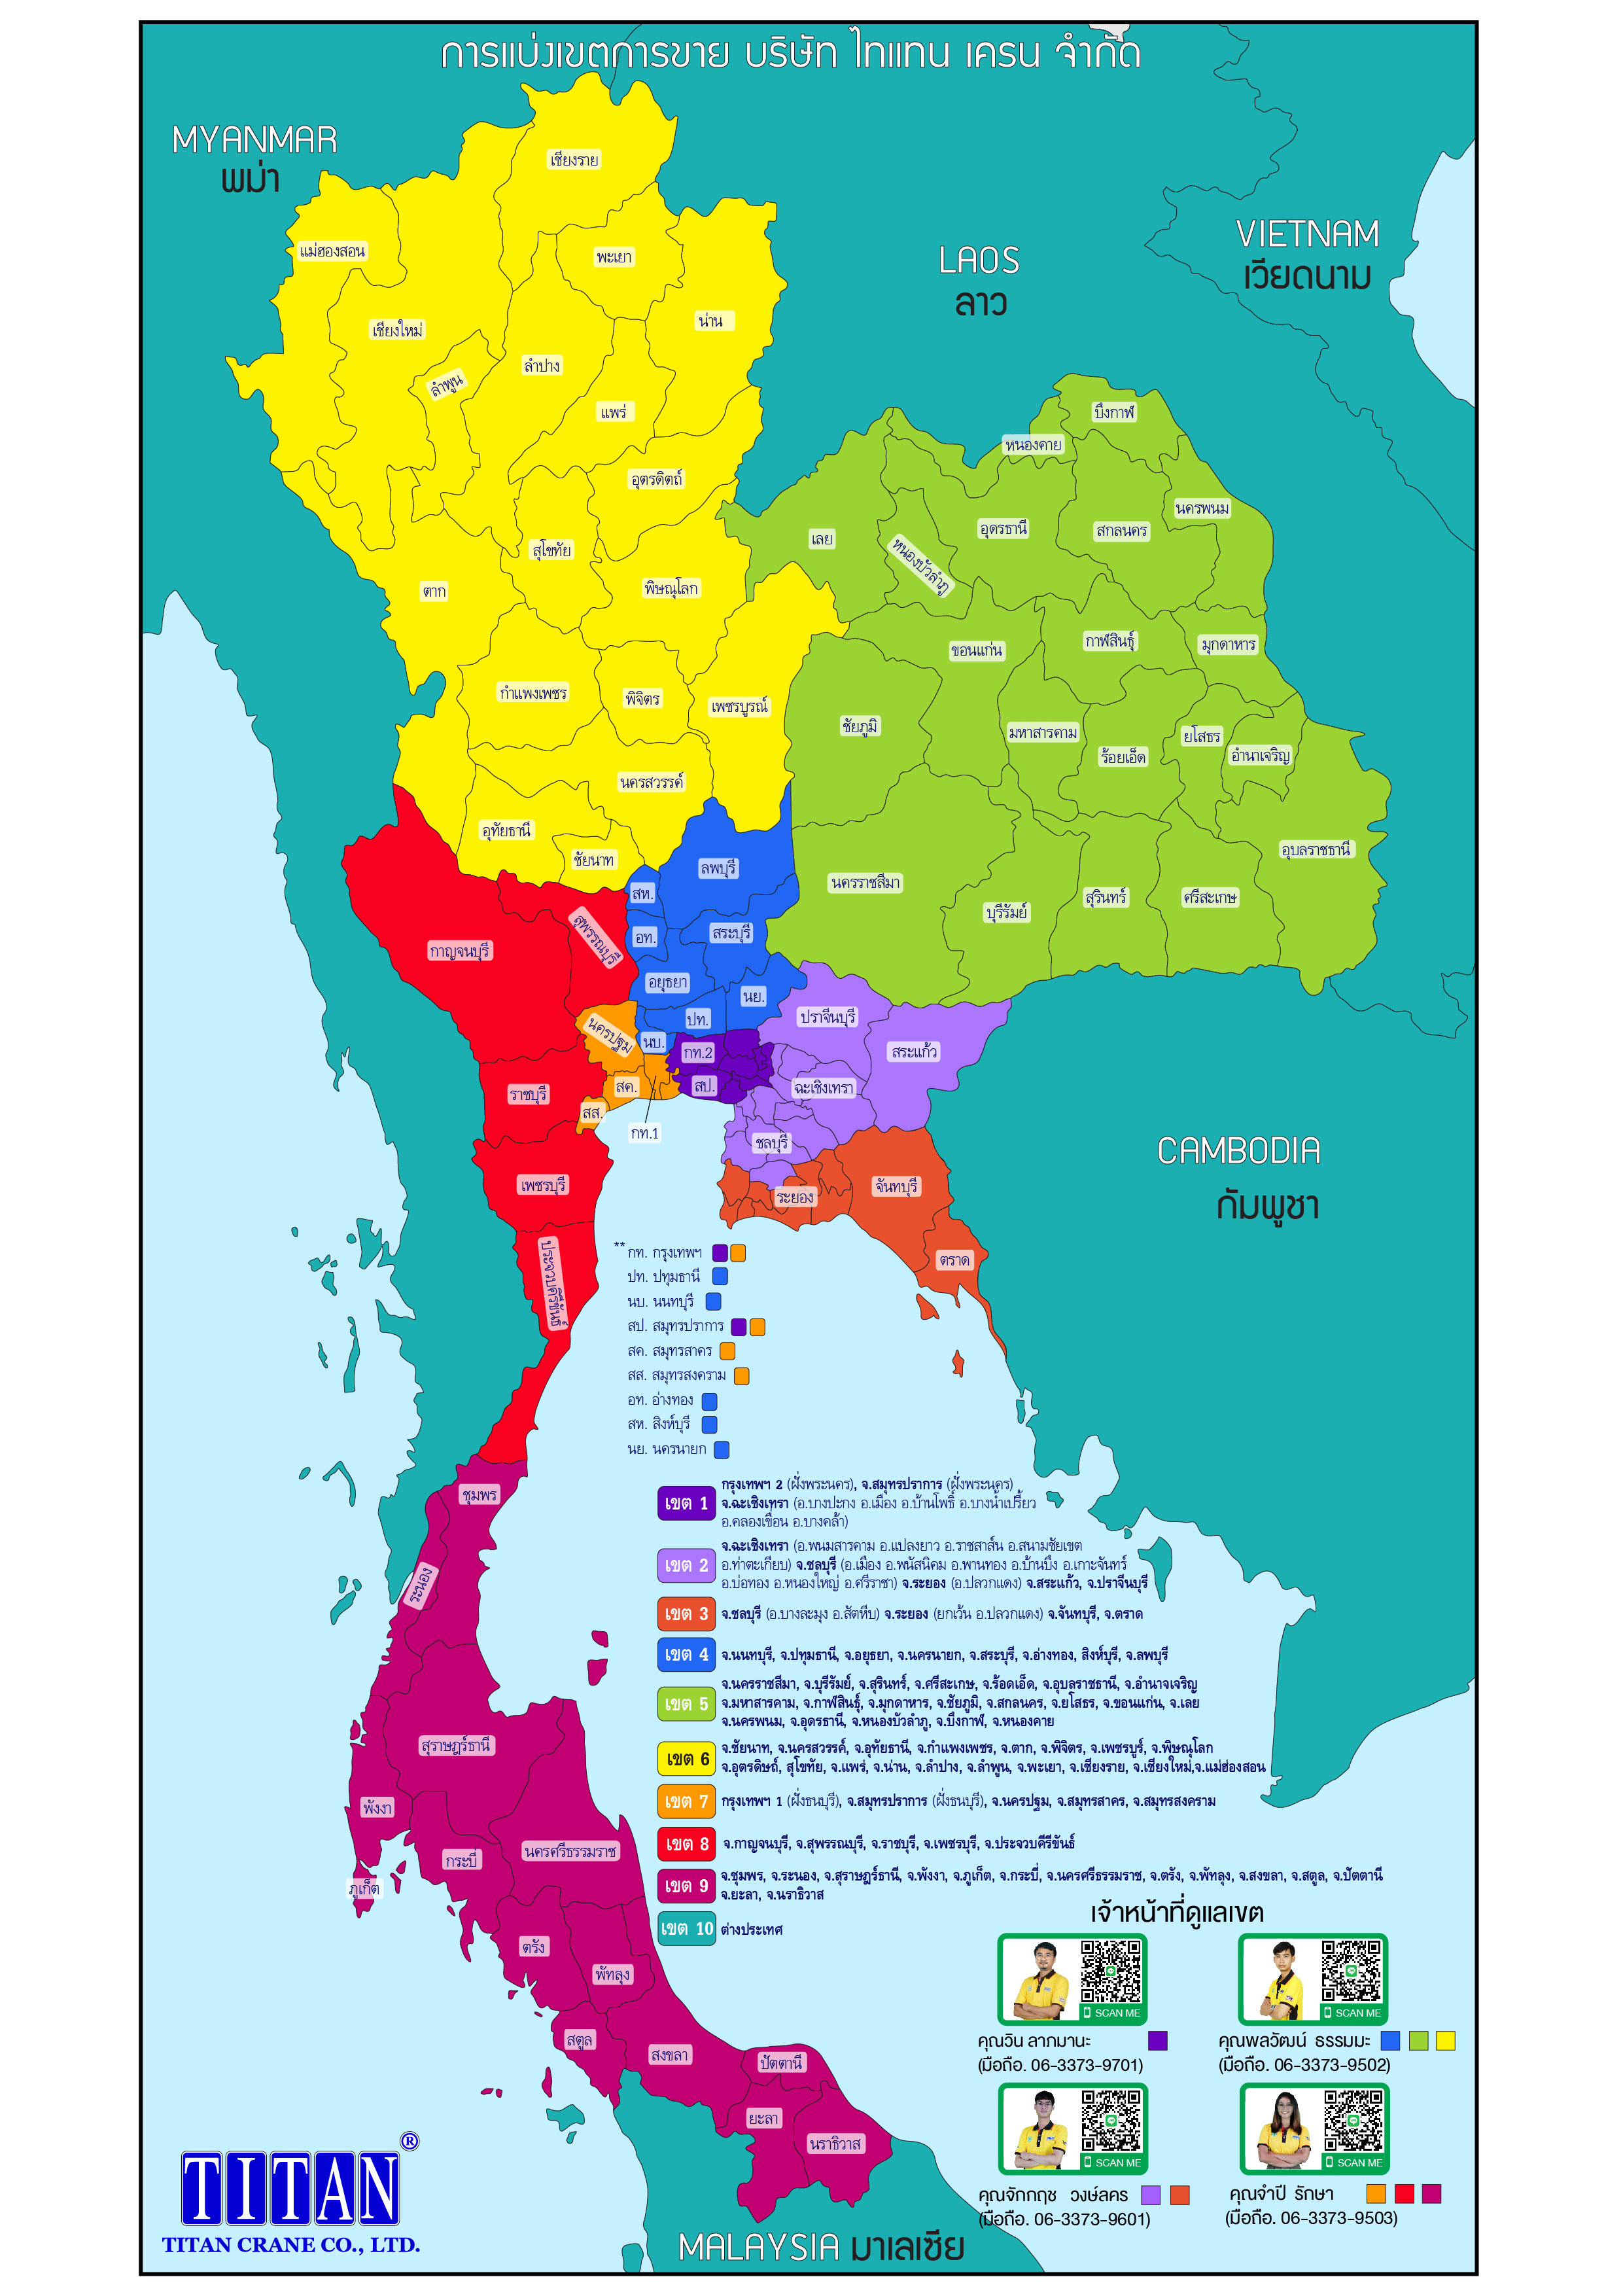 การแบ่งเขตการขาย บริษัท ไทแทน เครน จำกัด
MYANMAR
พม่า
LAOS
ลาว
VIETNAM
เวียดนาม
เชียงราย
แม่ฮองสอน
พะเยา
น่าน
เชียงใหม่
ลำปาง
ลำพูน
แพร่
อุตรดิตถ์
สุโขทัย
ตาก
พิษณุโลก
กำแพงเพชร
พิจิตร
เพชรบูรณ์
นครสวรรค์
อุทัยธานี
ชัยนาท
บึงกาฬ
หนองคาย
นครพนม
เลย
อุดรธานี
สกลนคร
หนองบัวลำภู
ขอนแก่น
กาฬสินธุ์
มุกดาหาร
ชัยภูมิ
มหาสารคาม
ร้อยเอ็ด
ยโสธร
อำนาเจริญ
อุบลราชธานี
นครราชสีมา
บุรีรัมย์
สุรินทร์
ศรีสะเกษ
ลพบุรี
สห.
อท.
สระบุรี
อยุธยา
นย.
ปท.
นบ.
กาญจนบุรี
สุพรรณบุรี
นครปฐม
กท.2
สป.
สค.
สส.
กท.1
ปราจีนบุรี
สระแก้ว
ฉะเชิงเทรา
ชลบุรี
ระยอง
จันทบุรี
ตราด
ราชบุรี
เพชรบุรี
ประจวบคีรีขันธ์
CAMBODIA
กัมพูชา
** กท. กรุงเทพฯ
ปท. ปทุมธานี
นบ. นนทบุรี
สป. สมุทรปราการ
สค. สมุทรสาคร
สส. สมุทรสงคราม
อท. อ่างทอง
สห. สิงห์บุรี
นย. นครนายก
ชุมพร
ระนอง
สุราษฎร์ธานี
พังงา
กระบี่
นครศรีธรรมราช
ภูเก็ต
ตรัง
พัทลุง
สตูล
สงขลา
ปัตตานี
ยะลา
นราธิวาส
เขต 1 กรุงเทพฯ 2 (ฝั่งพระนคร), จ.สมุทรปราการ (ฝั่งพระนคร)
จ.ฉะเชิงเทรา (อ.บางปะกง อ.เมือง อ.บ้านโพธิ์ อ.บางน้ำเปรี้ยว
อ.คลองเขื่อน อ.บางคล้า)
เขต 2 จ.ฉะเชิงเทรา (อ.พนมสารคาม อ.แปลงยาว อ.ราชสาส์น อ.สนามชัยเขต
อ.ท่าตะเกียบ) จ.ชลบุรี (อ.เมือง อ.พนัสนิคม อ.พานทอง อ.บ้านบึง อ.เกาะจันทร์
อ.บ่อทอง อ.หนองใหญ่ อ.ศรีราชา) จ.ระยอง (อ.ปลวกแดง) จ.สระแก้ว, จ.ปราจีนบุรี
เขต 3 จ.ชลบุรี (อ.บางละมุง อ.สัตหีบ) จ.ระยอง (ยกเว้น อ.ปลวกแดง) จ.จันทบุรี, จ.ตราด
เขต 4 จ.นนทบุรี, จ.ปทุมธานี, จ.อยุธยา, จ.นครนายก, จ.สระบุรี, จ.อ่างทอง, สิงห์บุรี, จ.ลพบุรี
เขต 5 จ.นครราชสีมา, จ.บุรีรัมย์, จ.สุรินทร์, จ.ศรีสะเกษ, จ.ร้อดเอ็ด, จ.อุบลราชธานี, จ.อำนาจเจริญ
จ.มหาสารคาม, จ.กาฬสินธุ์, จ.มุกดาหาร, จ.ชัยภูมิ, จ.สกลนคร, จ.ยโสธร, จ.ขอนแก่น, จ.เลย
จ.นครพนม, จ.อุดรธานี, จ.หนองบัวลำภู, จ.บึงกาฬ, จ.หนองคาย
เขต 6 จ.ชัยนาท, จ.นครสวรรค์, จ.อุทัยธานี, จ.กำแพงเพชร, จ.ตาก, จ.พิจิตร, จ.เพชรบูร์, จ.พิษณุโลก
จ.อุตรดิษถ์, สุโขทัย, จ.แพร่, จ.น่าน, จ.ลำปาง, จ.ลำพูน, จ.พะเยา, จ.เชียงราย, จ.เชียงใหม่,จ.แม่ฮ่องสอน
เขต 7 กรุงเทพฯ 1 (ฝั่งธนบุรี), จ.สมุทรปราการ (ฝั่งธนบุรี), จ.นครปฐม, จ.สมุทรสาคร, จ.สมุทรสงคราม
เขต 8 จ.กาญจนบุรี, จ.สุพรรณบุรี, จ.ราชบุรี, จ.เพชรบุรี, จ.ประจวบคีรีขันธ์
เขต 9 จ.ชุมพร, จ.ระนอง, จ.สุราษฎร์ธานี, จ.พังงา, จ.ภูเก็ต, จ.กระบี่, จ.นครศรีธรรมราช, จ.ตรัง, จ.พัทลุง, จ.สงขลา, จ.สตูล, จ.ปัตตานี
จ.ยะลา, จ.นราธิวาส
เขต 10 ต่างประเทศ
เจ้าหน้าที่ดูแลเขต
SCAN ME
SCAN ME
คุณอิน ลาภมานะ
(มือถือ. 06-3373-9701)
คุณพลวัฒน์ ธรรมมะ
(มือถือ. 06-3373-9502)
SCAN ME
SCAN ME
คุณจักกฤช วงษ์ลคร
(มือถือ. 06-3373-9601)
คุณจำปี รักษา
(มือถือ. 06-3373-9503)
TITAN ®
TITAN CRANE CO., LTD.
MALAYSIA มาเลเซีย